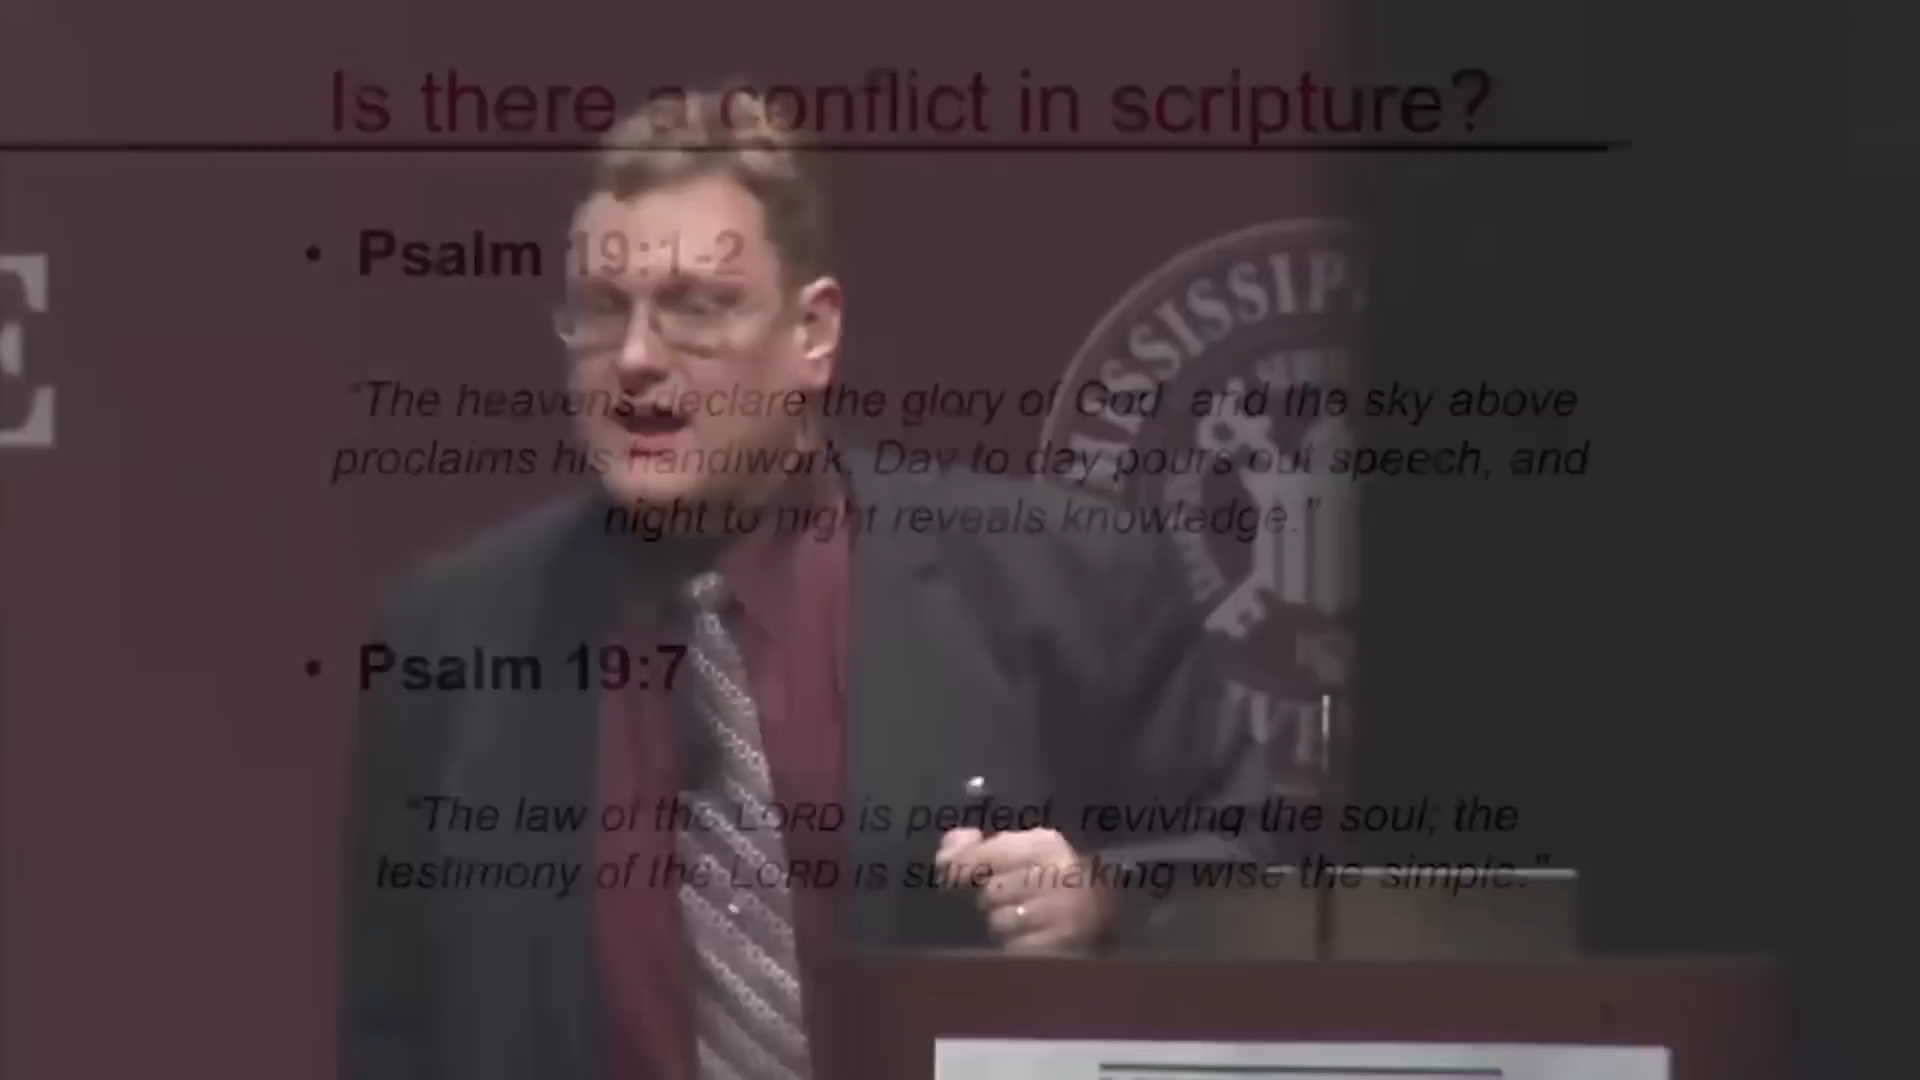 Is there a conflict in scripture?
• Psalm 19:1-2
“The heavens declare the glory of God, and the sky above
proclaims his handiwork. Day to day pours out speech, and
night to night reveals knowledge.”
• Psalm 19:7
“The law of the LORD is perfect, reviving the soul; the
testimony of the LORD is sure, making wise the simple.”
E
MISSISSIP